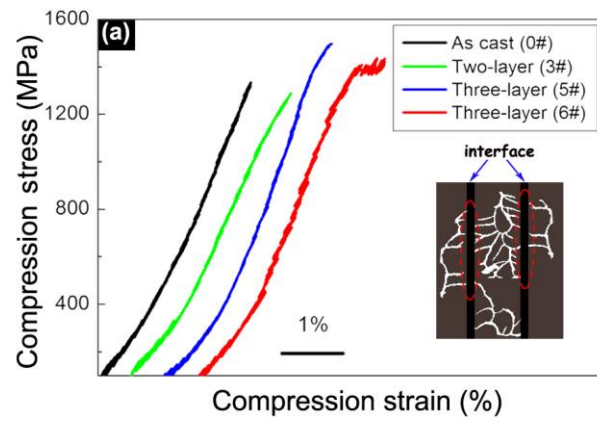 (a)
Compression stress (MPa)
1600
1200
800
400
As cast (0#)
Two-layer (3#)
Three-layer (5#)
Three-layer (6#)
interface
1%
Compression strain (%)